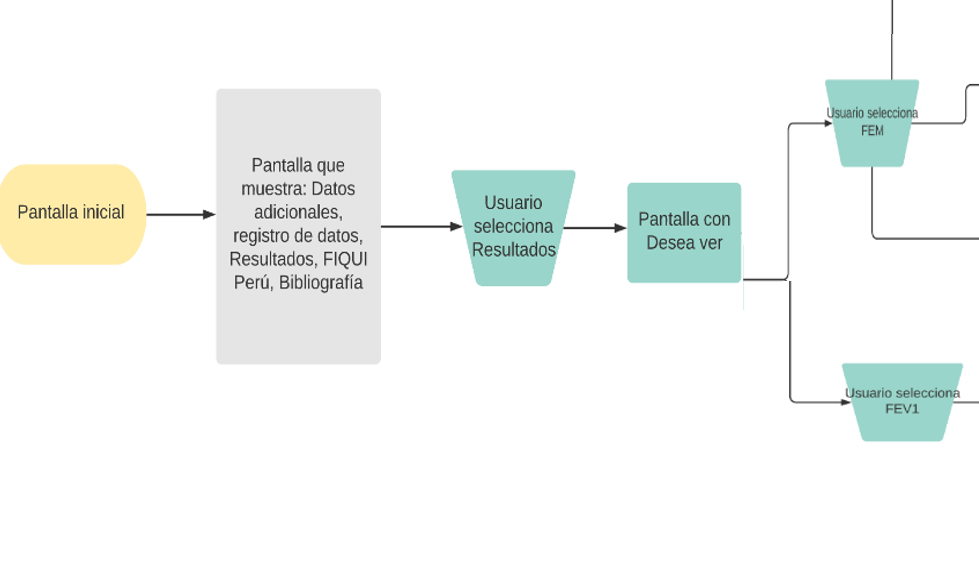 Pantalla inicial
Pantalla que
muestra: Datos
adicionales,
registro de datos,
Resultados, FIQUI
Perú, Bibliografía
Usuario
selecciona
Resultados
Pantalla con
Desea ver
Usuario selecciona
FEM
Usuario selecciona
FEV1